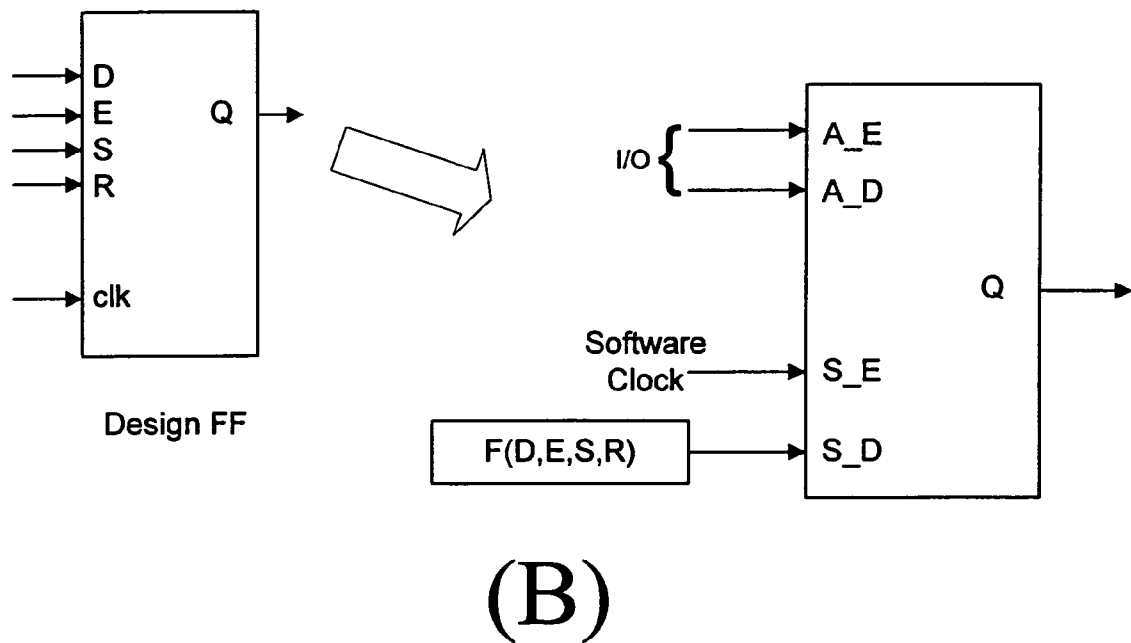 D
E
S
R
Q
clk
Design FF
I/O
A_E
A_D
Q
Software
Clock
S_E
F(D,E,S,R)
S_D
(B)